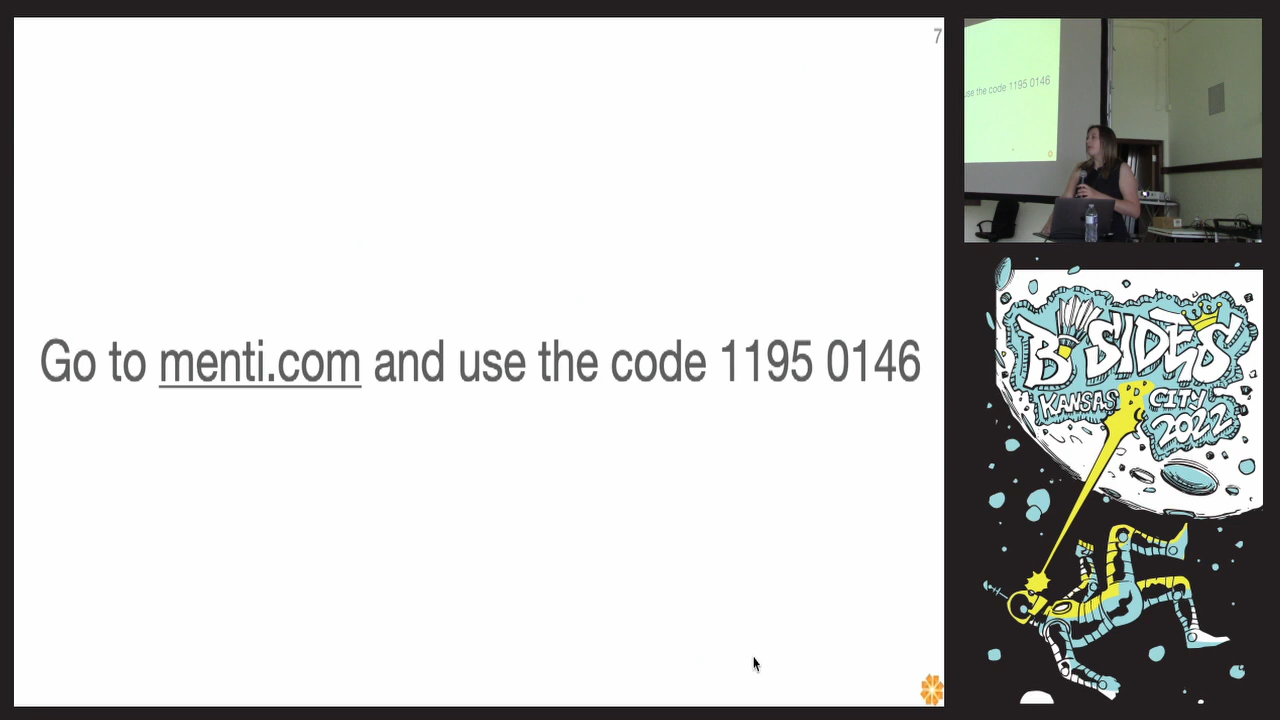 7
Go to menti.com and use the code 1195 0146
use the code 1195 0146
B SIDES
KANSAS CITY
2022